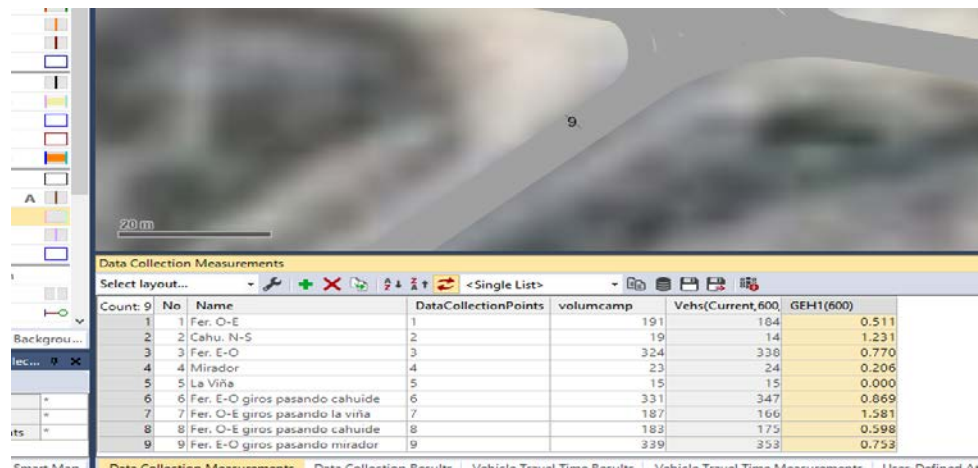 9
A
20 m
Data Collection Measurements
Select layout... <Single List>
Count: 9 No Name DataCollectionPoints volumcamp Vehs(Current,600, GEH1(600)
1 1 Fer. O-E 1 191 184 0.511
2 2 Cahu. N-S 2 19 14 1.231
3 3 Fer. E-O 3 324 338 0.770
4 4 Mirador 4 23 24 0.206
5 5 La Viña 5 15 15 0.000
6 6 Fer. E-O giros pasando cahuide 6 331 347 0.869
7 7 Fer. O-E giros pasando la viña 7 187 166 1.581
8 8 Fer. O-E giros pasando cahuide 8 183 175 0.598
9 9 Fer. E-O giros pasando mirador 9 339 353 0.753
Backgrou...
lec...
*
*
nts *
Smart Map Data Collection Measurements Data Collection Results Vehicle Travel Time Results Vehicle Travel Time Measurements User-Defined A